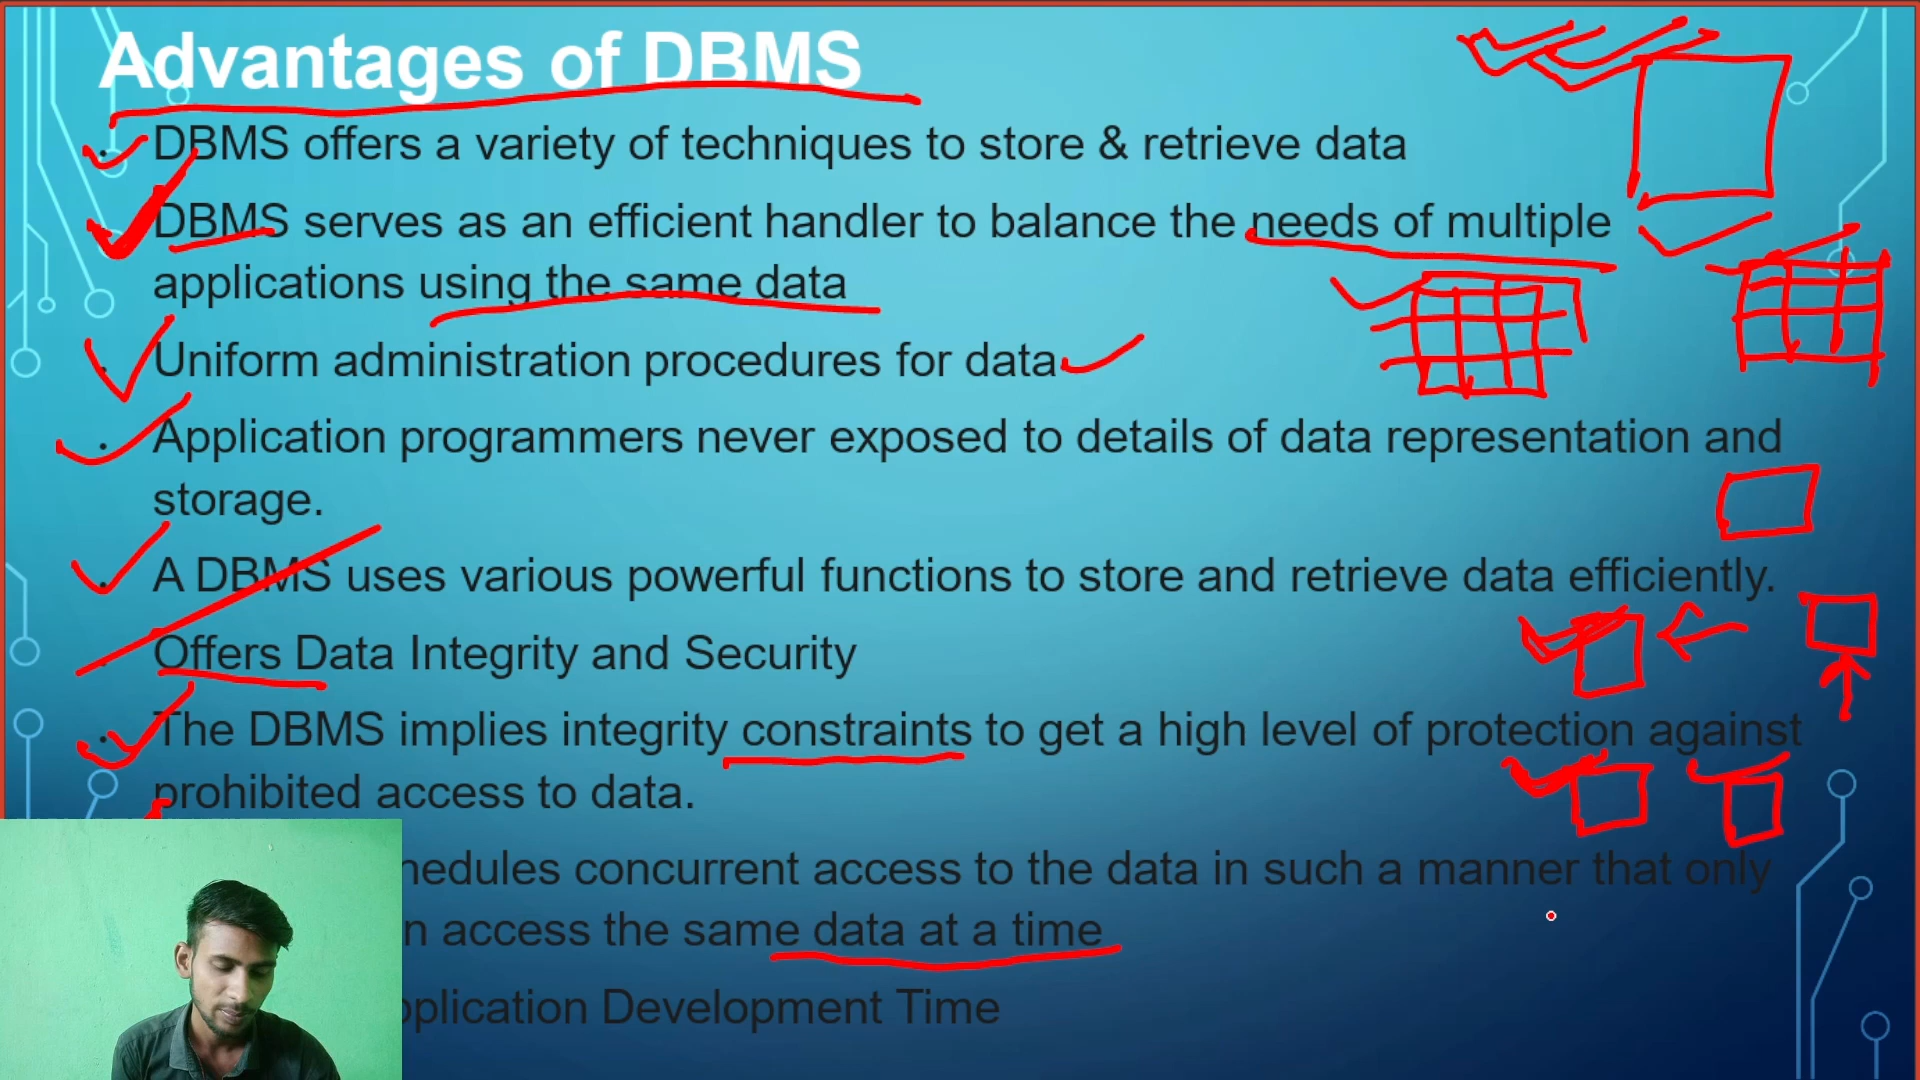 Advantages of DBMS
• DBMS offers a variety of techniques to store & retrieve data
DBMS serves as an efficient handler to balance the needs of multiple
applications using the same data
• Uniform administration procedures for data
• Application programmers never exposed to details of data representation and
storage.
• A DBMS uses various powerful functions to store and retrieve data efficiently.
• Offers Data Integrity and Security
• The DBMS implies integrity constraints to get a high level of protection against
prohibited access to data.
hedules concurrent access to the data in such a manner that only
n access the same data at a time
plication Development Time